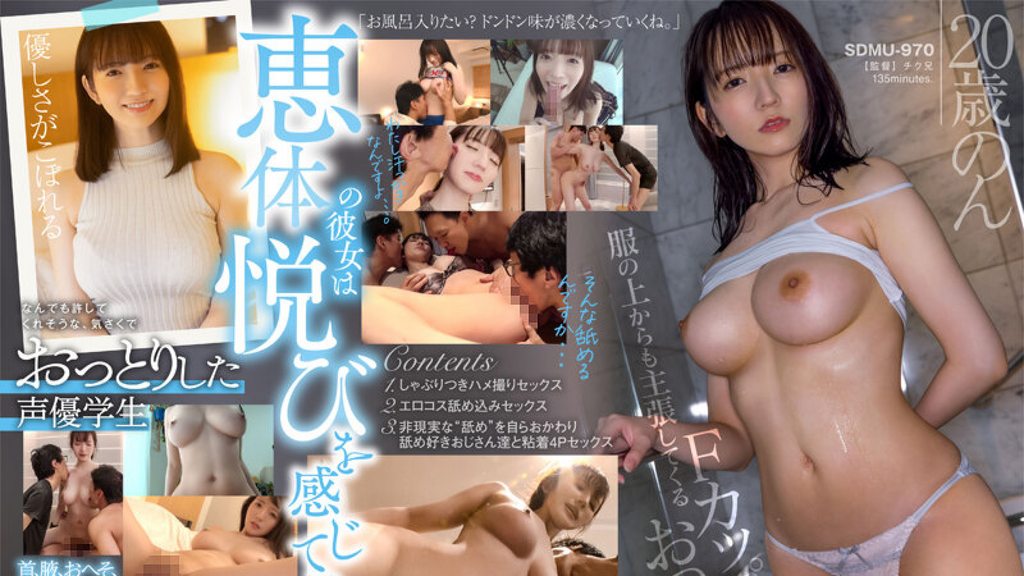 「お風呂入りたい？ドンドン味が濃くなっていくね。」
優しさがこぼれる
恵体
の彼女は
悦び
を感じて
なんでも許して
くれそうな、気さくで
おっとりした
声優学生
なんですよ…。
「そんな舐める
んですか…
Contents
1. しゃぶりつきハメ撮りセックス
2. エロコス舐め込みセックス
3. 非現実な“舐め”を自らおかわり
舐め好きおじさん達と粘着4Pセックス
首、腋、おへそ、
SDMU-970
【監督】チク兄
135minutes.
20歳のん
服の上からも主張してくる
Fカップ
おっ